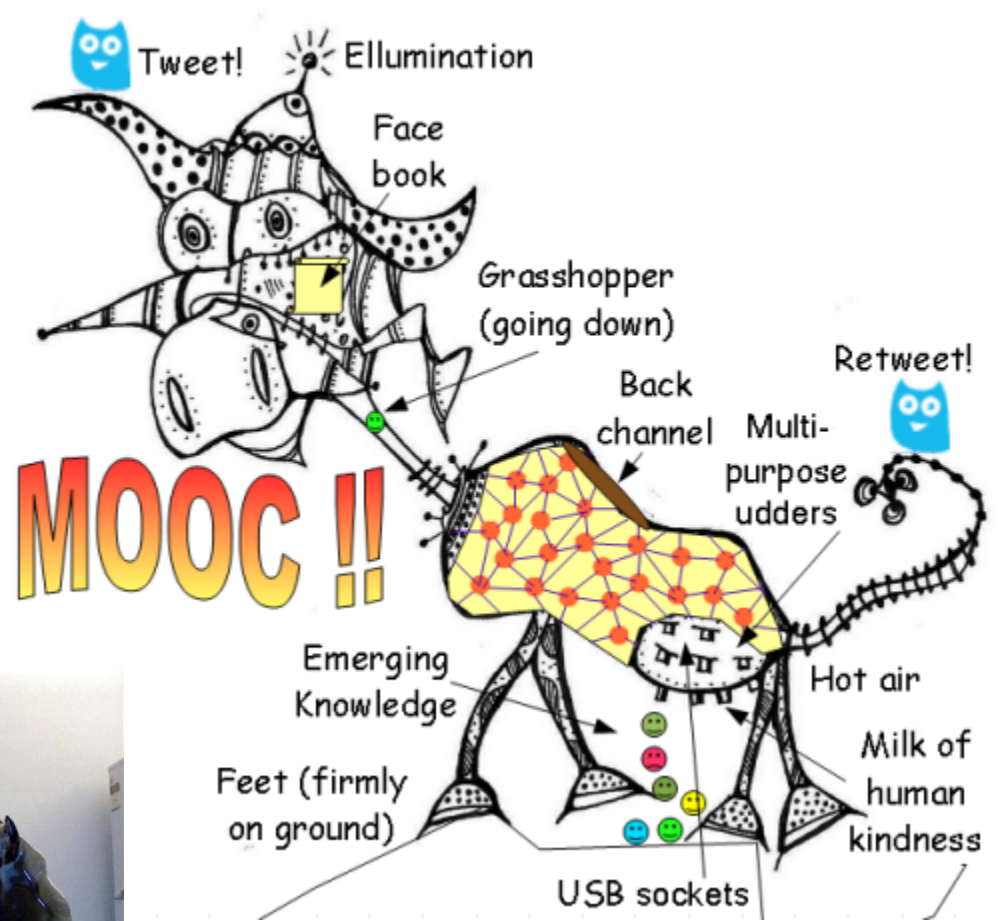 Tweet!
Ellumination
Face
book
Grasshopper
(going down)
Retweet!
Back
channel
Multi-
purpose
udders
MOOC !!
Emerging
Knowledge
Hot air
Feet (firmly
on ground)
Milk of
human
kindness
USB sockets